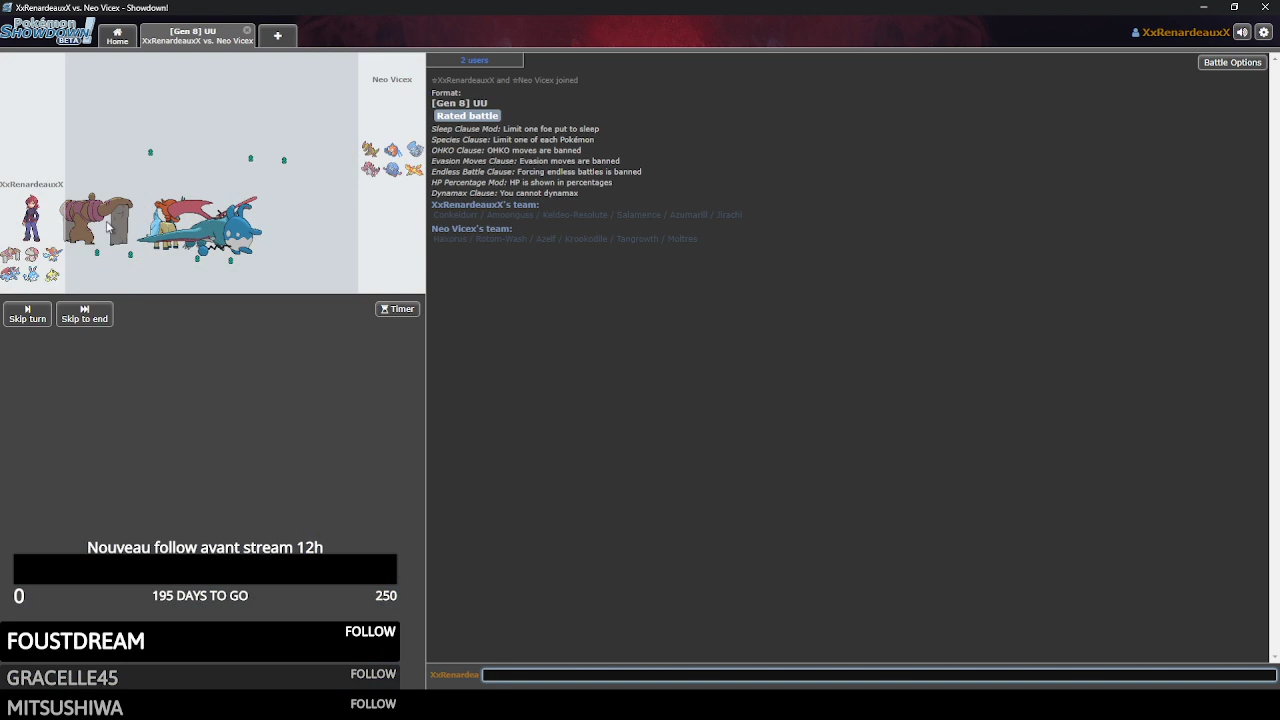 XxRenardeauxX vs. Neo Vicex - Showdown!
Pokémon
SHOWDOWN!
BETA
Home
[Gen 8] UU
XxRenardeauxX vs. Neo Vicex
XxRenardeauxX
Neo Vicex
XxRenardeauxX
Skip turn
Skip to end
Timer
2 users
Battle Options
☆XxRenardeauxX and ☆Neo Vicex joined
Format:
[Gen 8] UU
Rated battle
Sleep Clause Mod: Limit one foe put to sleep
Species Clause: Limit one of each Pokémon
OHKO Clause: OHKO moves are banned
Evasion Moves Clause: Evasion moves are banned
Endless Battle Clause: Forcing endless battles is banned
HP Percentage Mod: HP is shown in percentages
Dynamax Clause: You cannot dynamax
XxRenardeauxX's team:
Conkeldurr / Amoonguss / Keldeo-Resolute / Salamence / Azumarill / Jirachi
Neo Vicex's team:
Haxorus / Rotom-Wash / Azelf / Krookodile / Tangrowth / Moltres
XxRenardea
Nouveau follow avant stream 12h
0
195 DAYS TO GO
250
FOUSTDREAM FOLLOW
GRACELLE45 FOLLOW
MITSUSHIWA FOLLOW